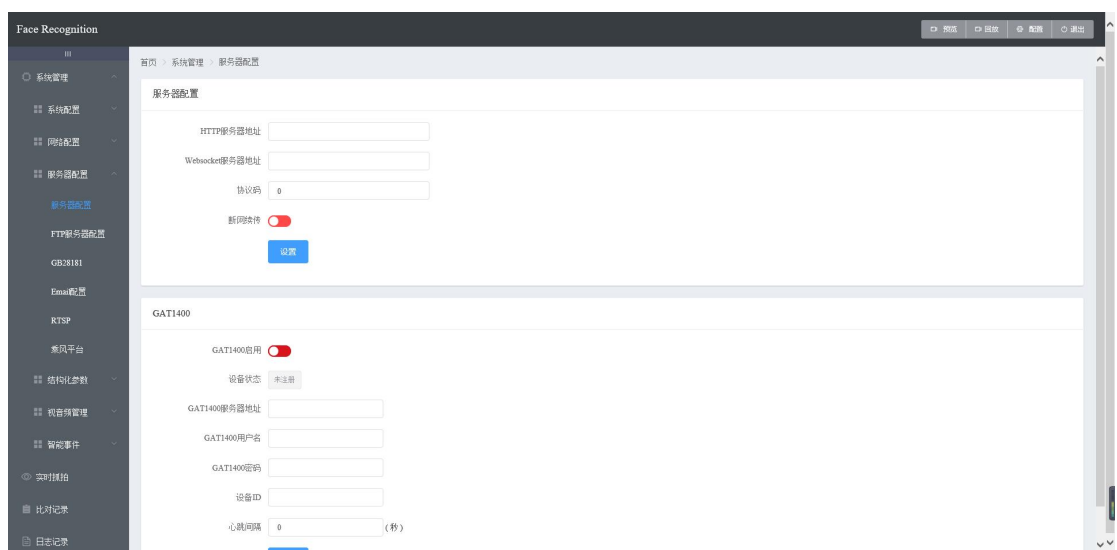 Face Recognition
预览 回放 配置 退出
首页 > 系统管理 > 服务器配置
系统管理
系统配置
网络配置
服务器配置
服务器配置
FTP服务器配置
GB28181
Email配置
RTSP
乘风平台
结构化参数
视音频管理
智能事件
实时抓拍
比对记录
日志记录
服务器配置
HTTP服务器地址
Websocket服务器地址
协议码 0
断网续传
设置
GAT1400
GAT1400启用
设备状态 未注册
GAT1400服务器地址
GAT1400用户名
GAT1400密码
设备ID
心跳间隔 0 (秒)